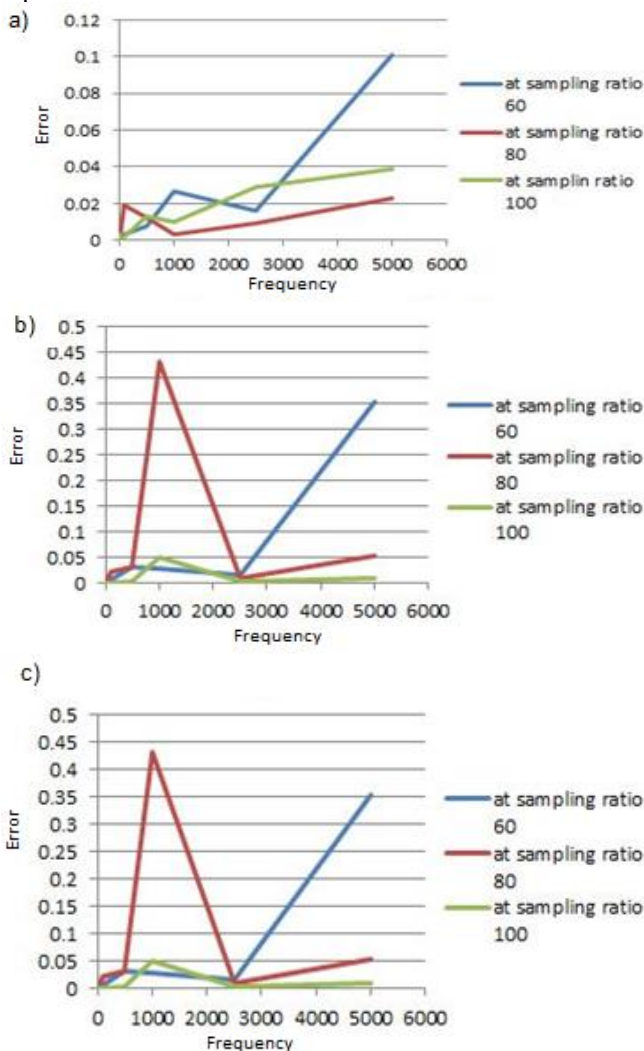 a)
0.12
0.1
0.08
0.06
0.04
0.02
0
Error
0 1000 2000 3000 4000 5000 6000
Frequency
at sampling ratio
60
at sampling ratio
80
at samplin ratio
100
b)
0.5
0.45
0.4
0.35
0.3
0.25
0.2
0.15
0.1
0.05
0
Error
0 1000 2000 3000 4000 5000 6000
Frequency
at sampling ratio
60
at sampling ratio
80
at sampling ratio
100
c)
0.5
0.45
0.4
0.35
0.3
0.25
0.2
0.15
0.1
0.05
0
Error
0 1000 2000 3000 4000 5000 6000
Frequency
at sampling ratio
60
at sampling ratio
80
at sampling ratio
100